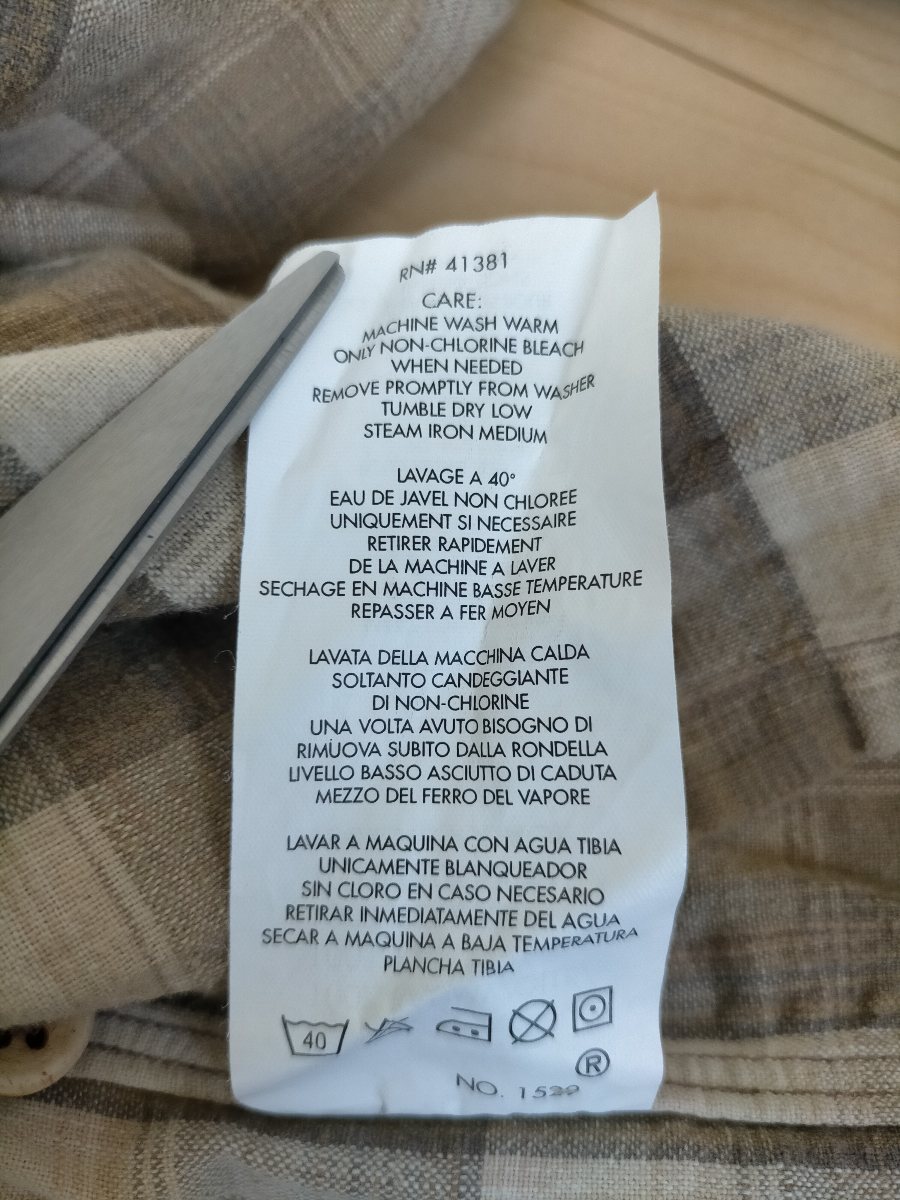 RN# 41381
CARE:
MACHINE WASH WARM
ONLY NON-CHLORINE BLEACH
WHEN NEEDED
REMOVE PROMPTLY FROM WASHER
TUMBLE DRY LOW
STEAM IRON MEDIUM
LAVAGE A 40°
EAU DE JAVEL NON CHLOREE
UNIQUEMENT SI NECESSAIRE
RETIRER RAPIDEMENT
DE LA MACHINE A LAVER
SECHAGE EN MACHINE BASSE TEMPERATURE
REPASSER A FER MOYEN
LAVATA DELLA MACCHINA CALDA
SOLTANTO CANDEGGIANTE
DI NON-CHLORINE
UNA VOLTA AVUTO BISOGNO DI
RIMUOVA SUBITO DALLA RONDELLA
LIVELLO BASSO ASCIUTTO DI CADUTA
MEZZO DEL FERRO DEL VAPORE
LAVAR A MAQUINA CON AGUA TIBIA
UNICAMENTE BLANQUEADOR
SIN CLORO EN CASO NECESARIO
RETIRAR INMEDIATAMENTE DEL AGUA
SECAR A MAQUINA A BAJA TEMPERATURA
PLANCHA TIBIA
40
®
NO. 1529